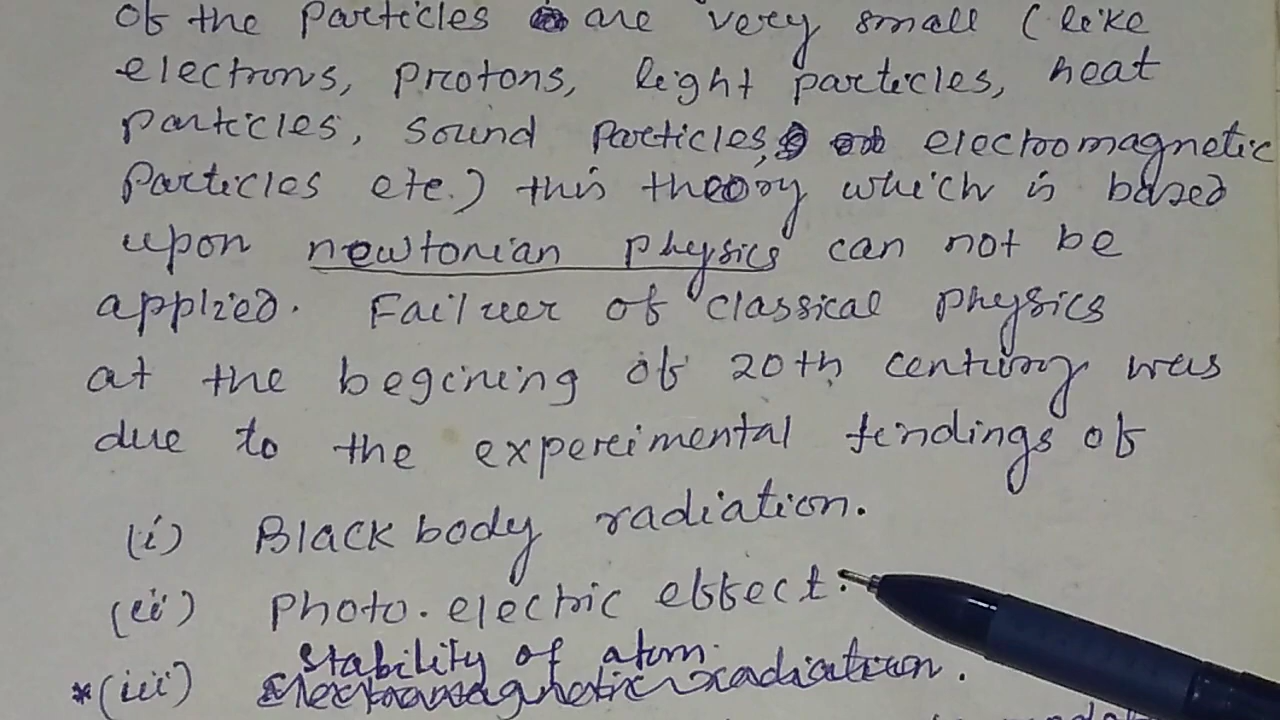 of the particles are very small (like
electrons, protons, light particles, heat
particles, sound particles, electromagnetic
particles etc.) this theory which is based
upon newtonian physics can not be
applied. Failuer of classical physics
at the begining of 20th century was
due to the experimental findings of
(i) Black body radiation.
(ii) Photo.electric effect.
stability of atom.
*(iii) Electromagnetic radiation.